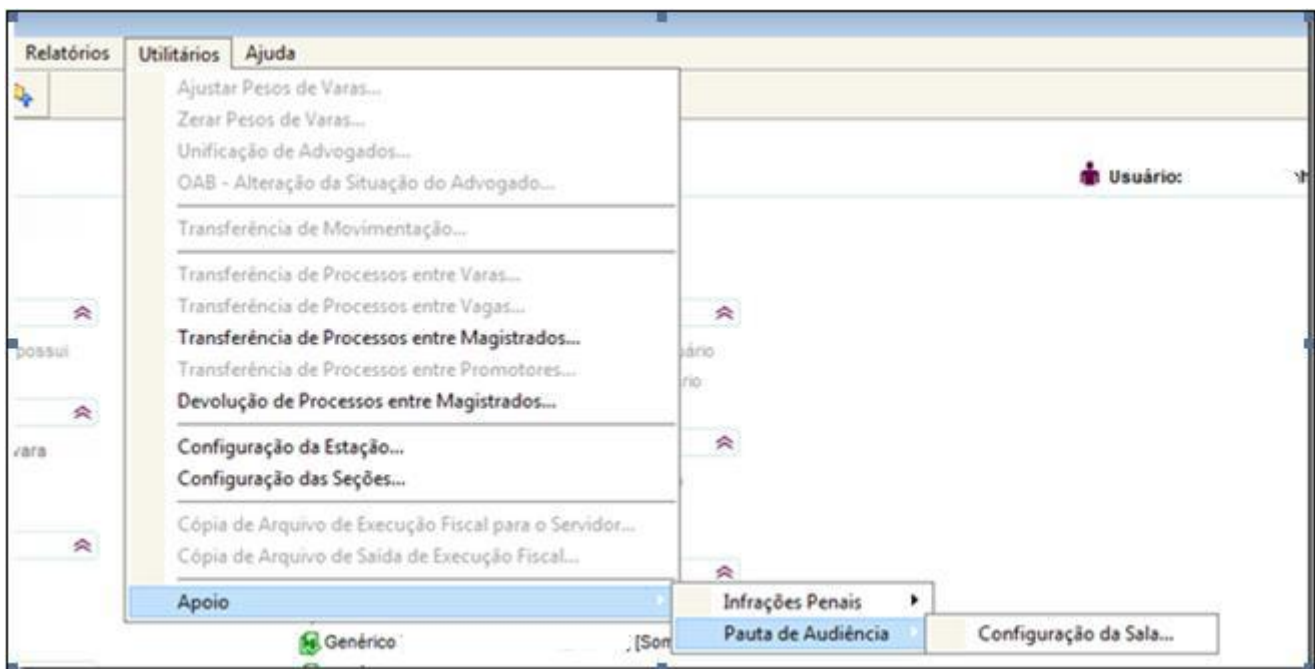 Relatórios Utilitários Ajuda
Ajustar Pesos de Varas...
Zerar Pesos de Varas...
Unificação de Advogados...
OAB - Alteração da Situação do Advogado...
Usuário:
Transferência de Movimentação...
Transferência de Processos entre Varas...
Transferência de Processos entre Vagas...
Transferência de Processos entre Magistrados...
possui
ário
Transferência de Processos entre Promotores...
rio
Devolução de Processos entre Magistrados...
vara
Configuração da Estação...
Configuração das Seções...
Cópia de Arquivo de Execução Fiscal para o Servidor...
Cópia de Arquivo de Saída de Execução Fiscal...
Apoio Infrações Penais
Pauta de Audiência Configuração da Sala...
Genérico [Som